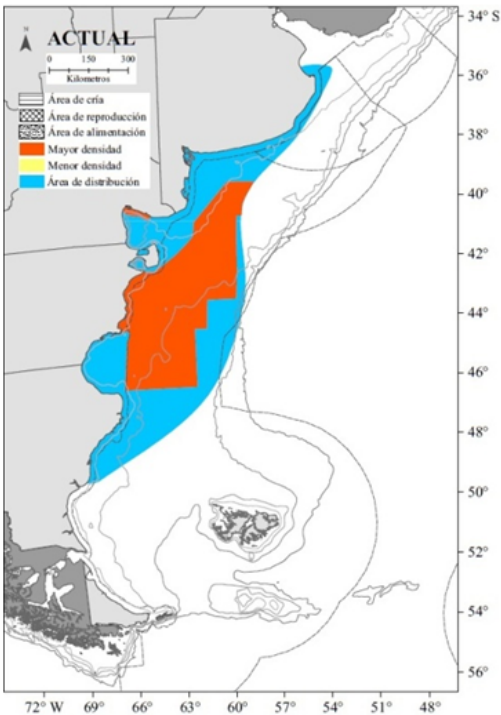 N
ACTUAL
0 150 300
Kilometros
Área de cría
Área de reproducción
Área de alimentación
Mayor densidad
Menor densidad
Área de distribución
34° S
36°
38°
40°
42°
44°
46°
48°
50°
52°
54°
56°
72° W 69° 66° 63° 60° 57° 54° 51° 48°